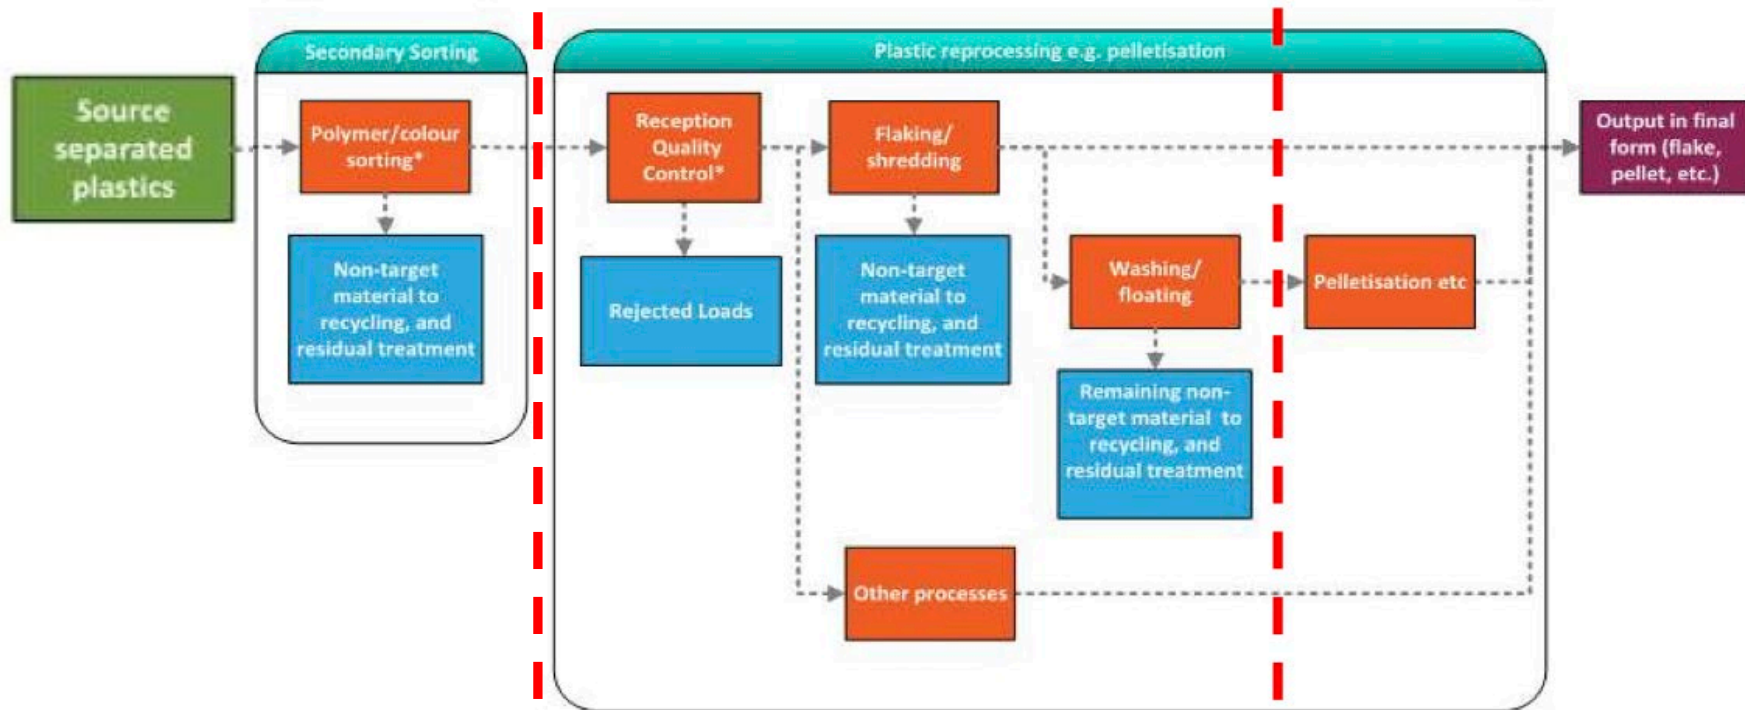 Secondary Sorting
Plastic reprocessing e.g. pelletisation
Source
separated
plastics
Polymer/colour
sorting*
Reception
Quality
Control*
Flaking/
shredding
Output in final
form (flake,
pellet, etc.)
Non-target
material to
recycling, and
residual treatment
Rejected Loads
Non-target
material to
recycling, and
residual treatment
Washing/
floating
Pelletisation etc
Remaining non-
target material to
recycling, and
residual treatment
Other processes